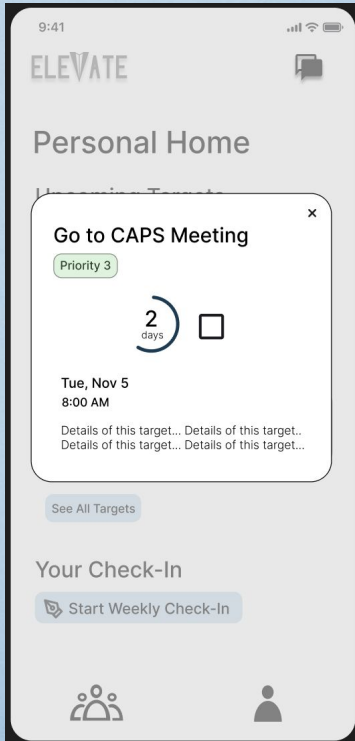 9:41
ELEVATE
Personal Home
Upcoming Targets
×
Go to CAPS Meeting
Priority 3
2
days
Tue, Nov 5
8:00 AM
Details of this target... Details of this target..
Details of this target... Details of this target...
See All Targets
Your Check-In
Start Weekly Check-In